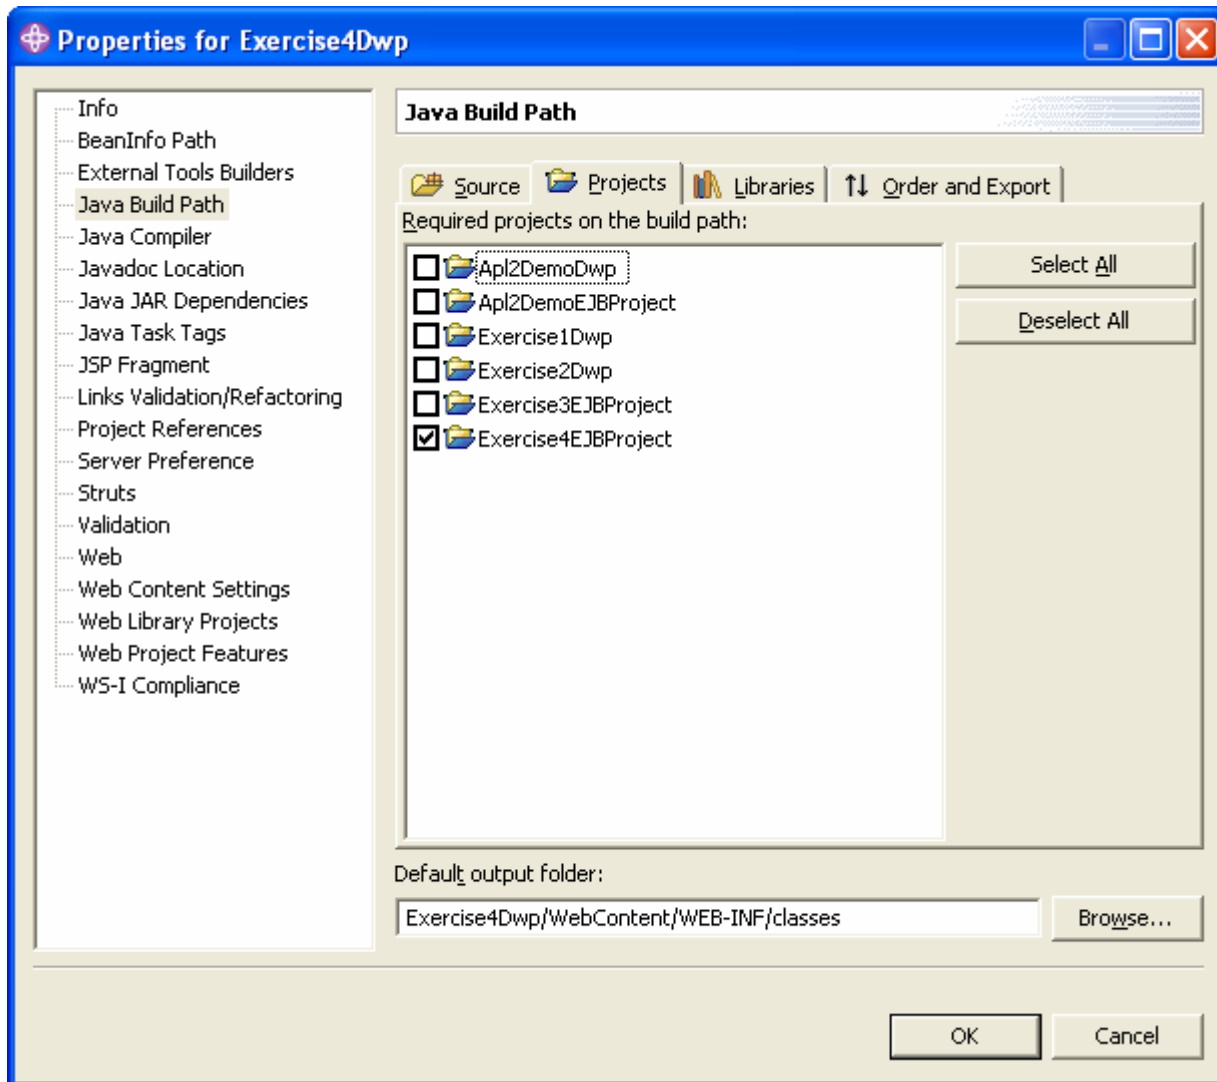 Properties for Exercise4Dwp
Info
BeanInfo Path
External Tools Builders
Java Build Path
Java Compiler
Javadoc Location
Java JAR Dependencies
Java Task Tags
JSP Fragment
Links Validation/Refactoring
Project References
Server Preference
Struts
Validation
Web
Web Content Settings
Web Library Projects
Web Project Features
WS-I Compliance
Java Build Path
Source Projects Libraries Order and Export
Required projects on the build path:
Apl2DemoDwp
Apl2DemoEJBProject
Exercise1Dwp
Exercise2Dwp
Exercise3EJBProject
Exercise4EJBProject
Select All
Deselect All
Default output folder:
Exercise4Dwp/WebContent/WEB-INF/classes
Browse...
OK Cancel